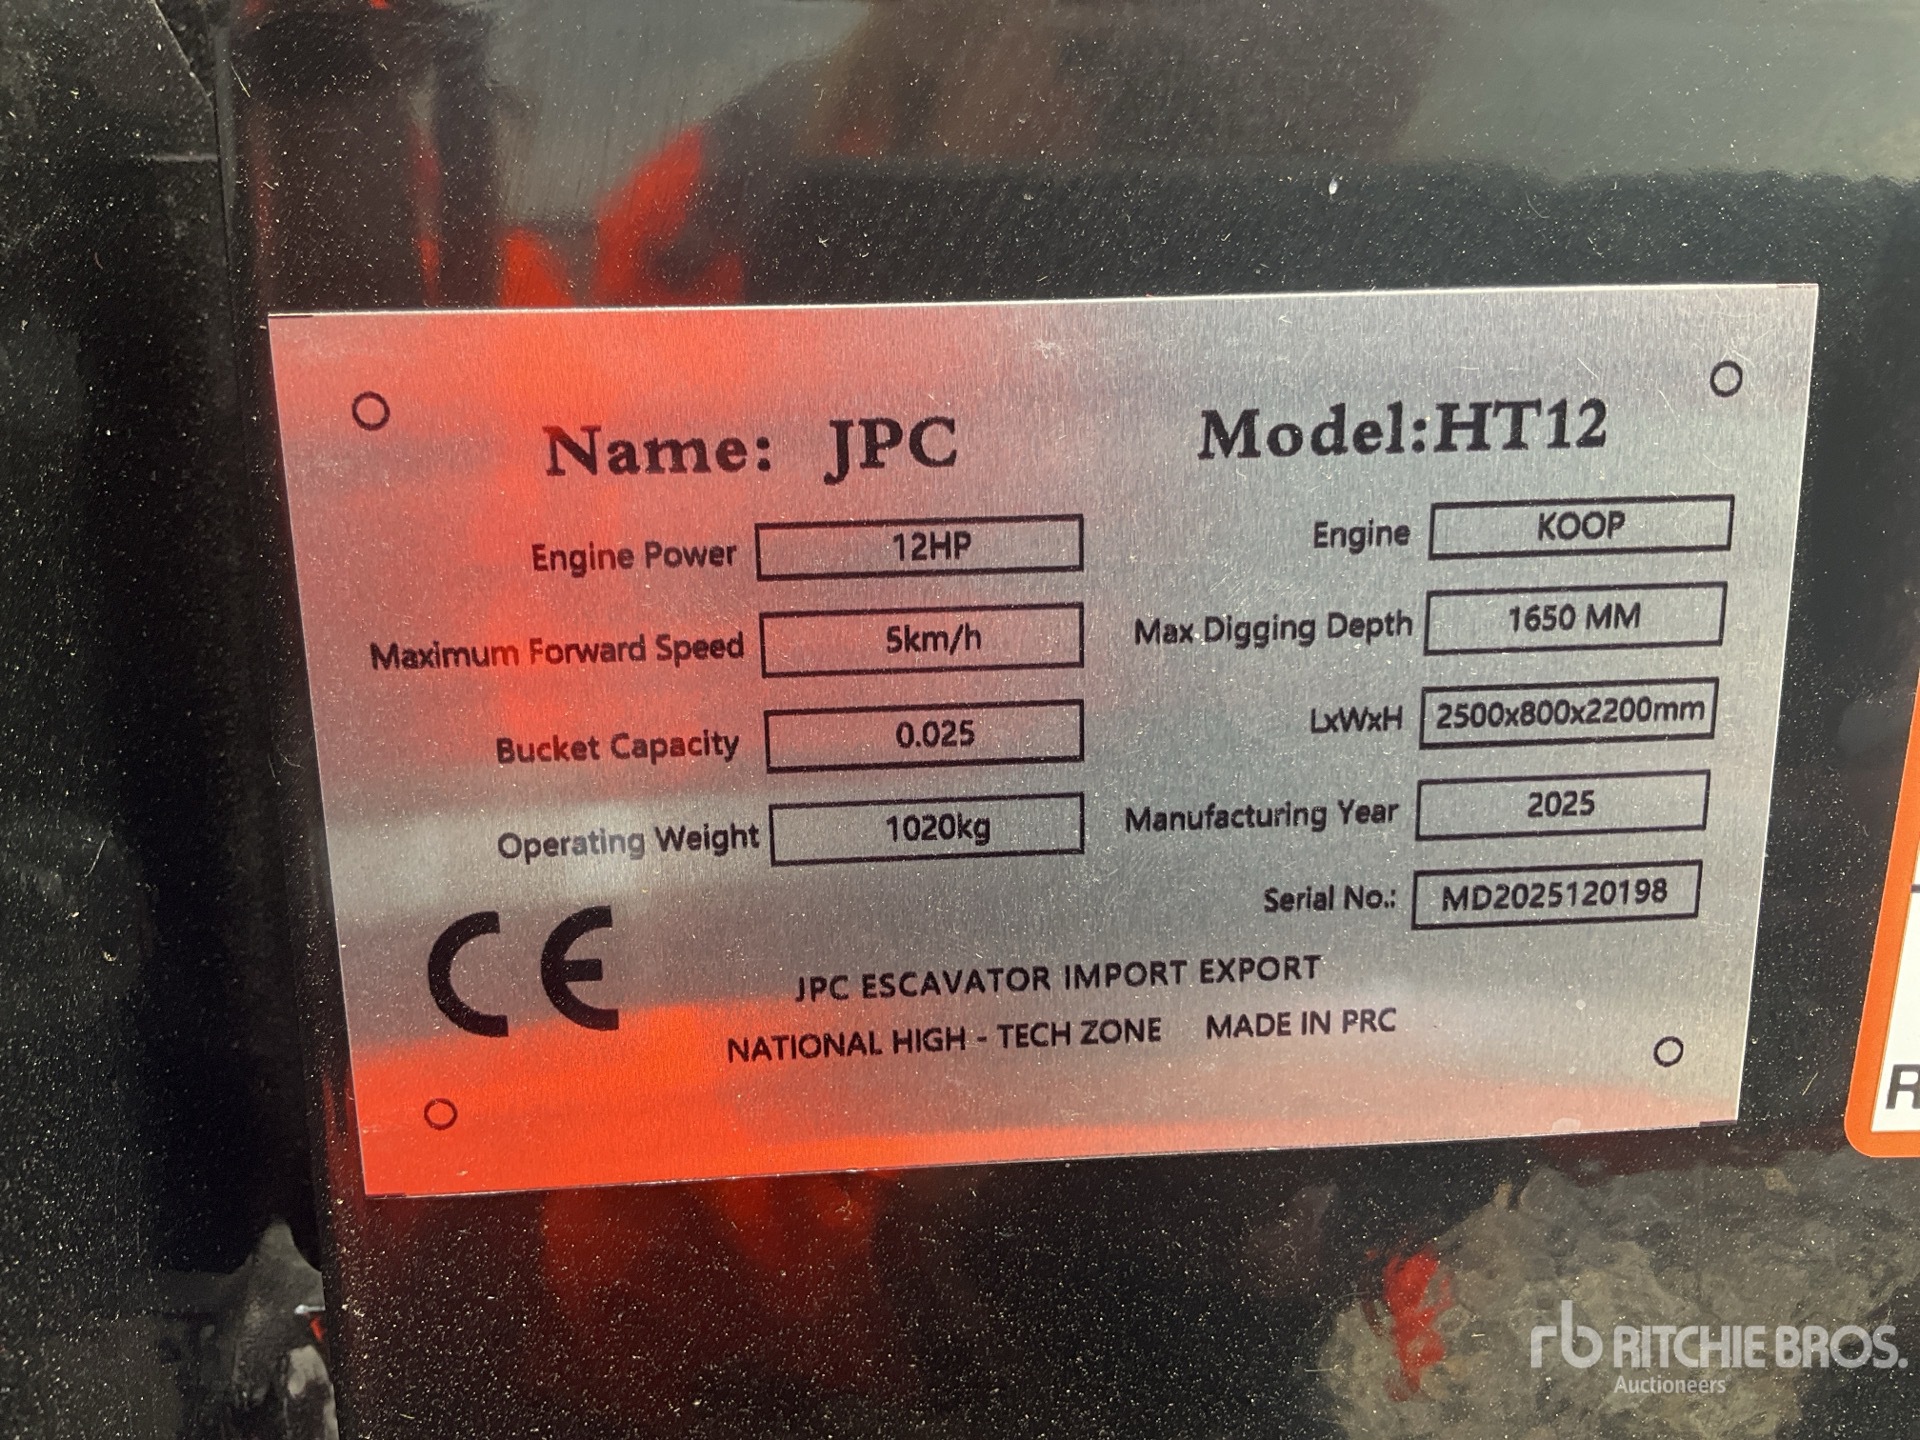 Name: JPC Model:HT12
Engine Power 12HP Engine KOOP
Maximum Forward Speed 5km/h Max Digging Depth 1650 MM
Bucket Capacity 0.025 LxWxH 2500x800x2200mm
Operating Weight 1020kg Manufacturing Year 2025
Serial No.: MD2025120198
CE
JPC ESCAVATOR IMPORT EXPORT
NATIONAL HIGH - TECH ZONE MADE IN PRC
R
rb RITCHIE BROS.
Auctioneers